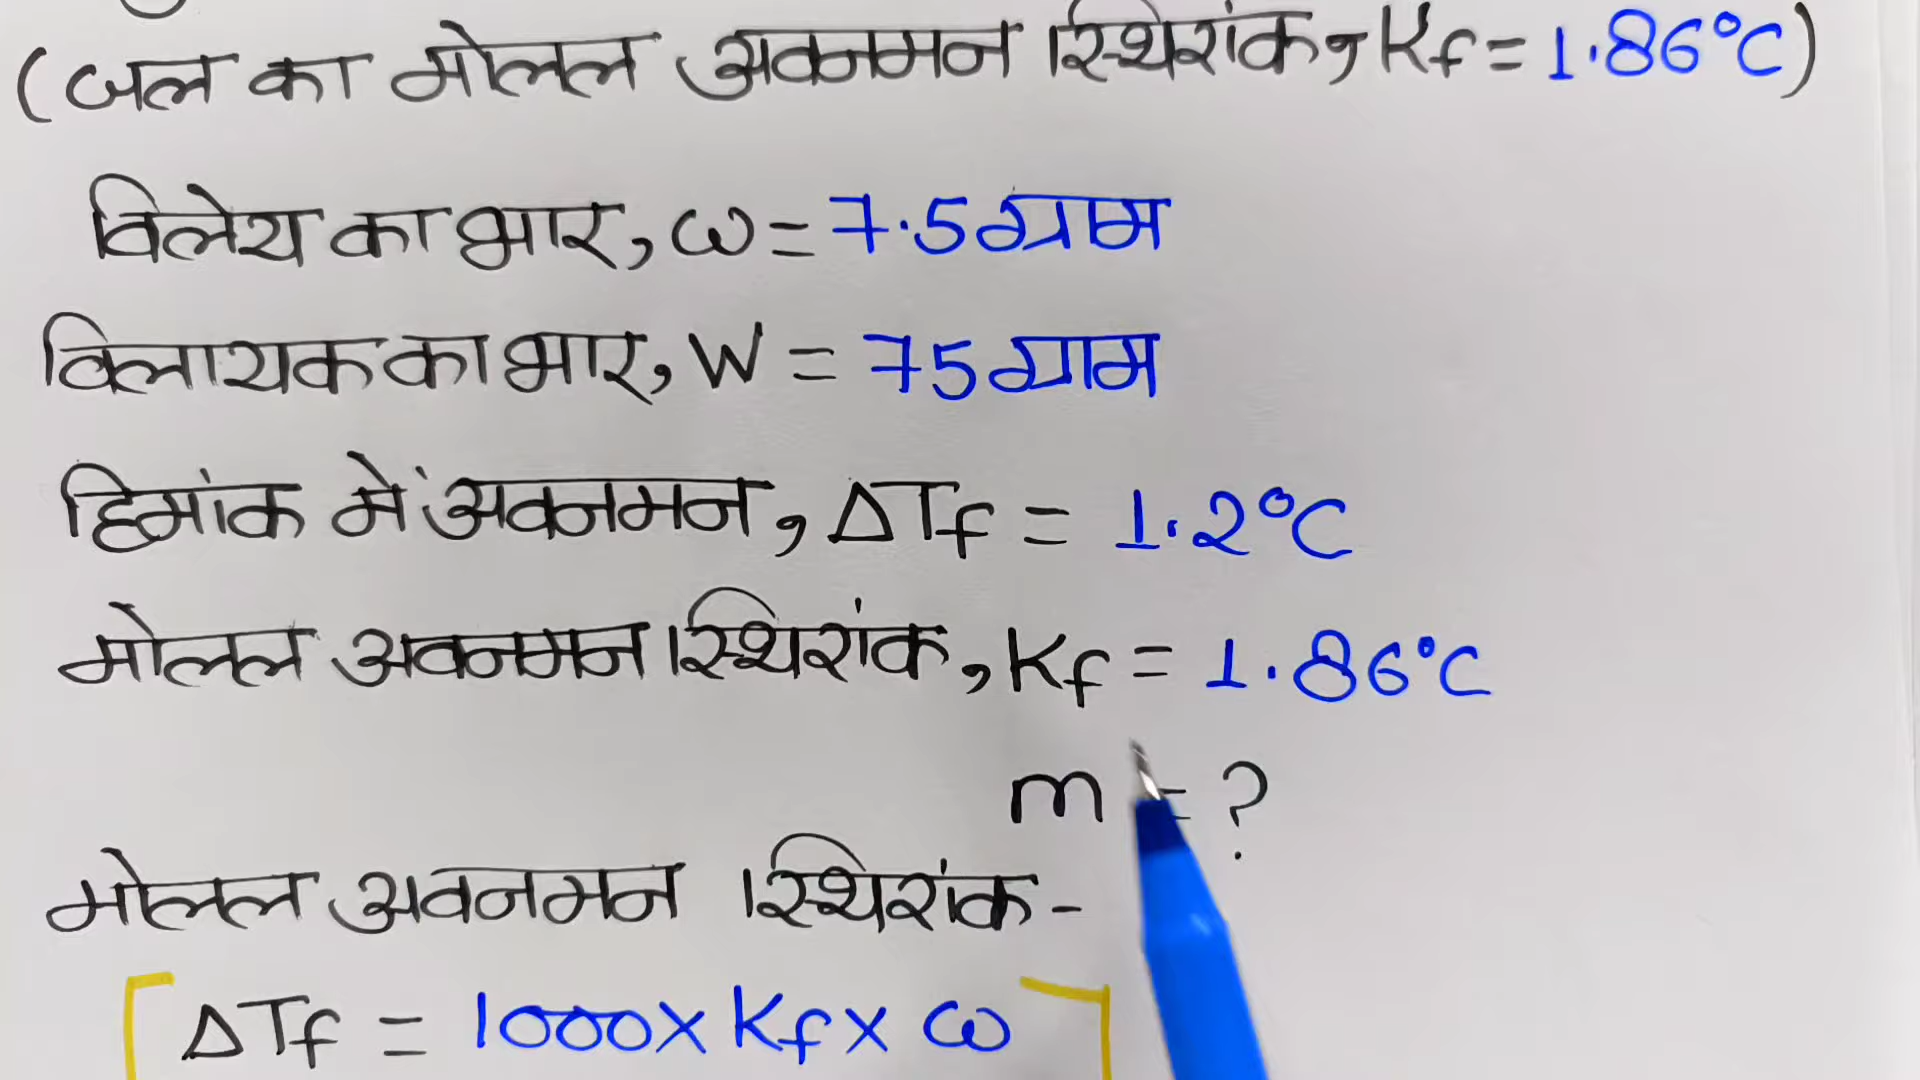 (जल का मोलल अवनमन स्थिरांक, Kf = 1.86°C)
विलेय का भार, ω = 7.5 ग्राम
विलायक का भार, W = 75 ग्राम
हिमांक में अवनमन, ΔTf = 1.2°C
मोलल अवनमन स्थिरांक, Kf = 1.86°C
m = ?
मोलल अवनमन स्थिरांक -
ΔTf = 1000 x Kf x ω